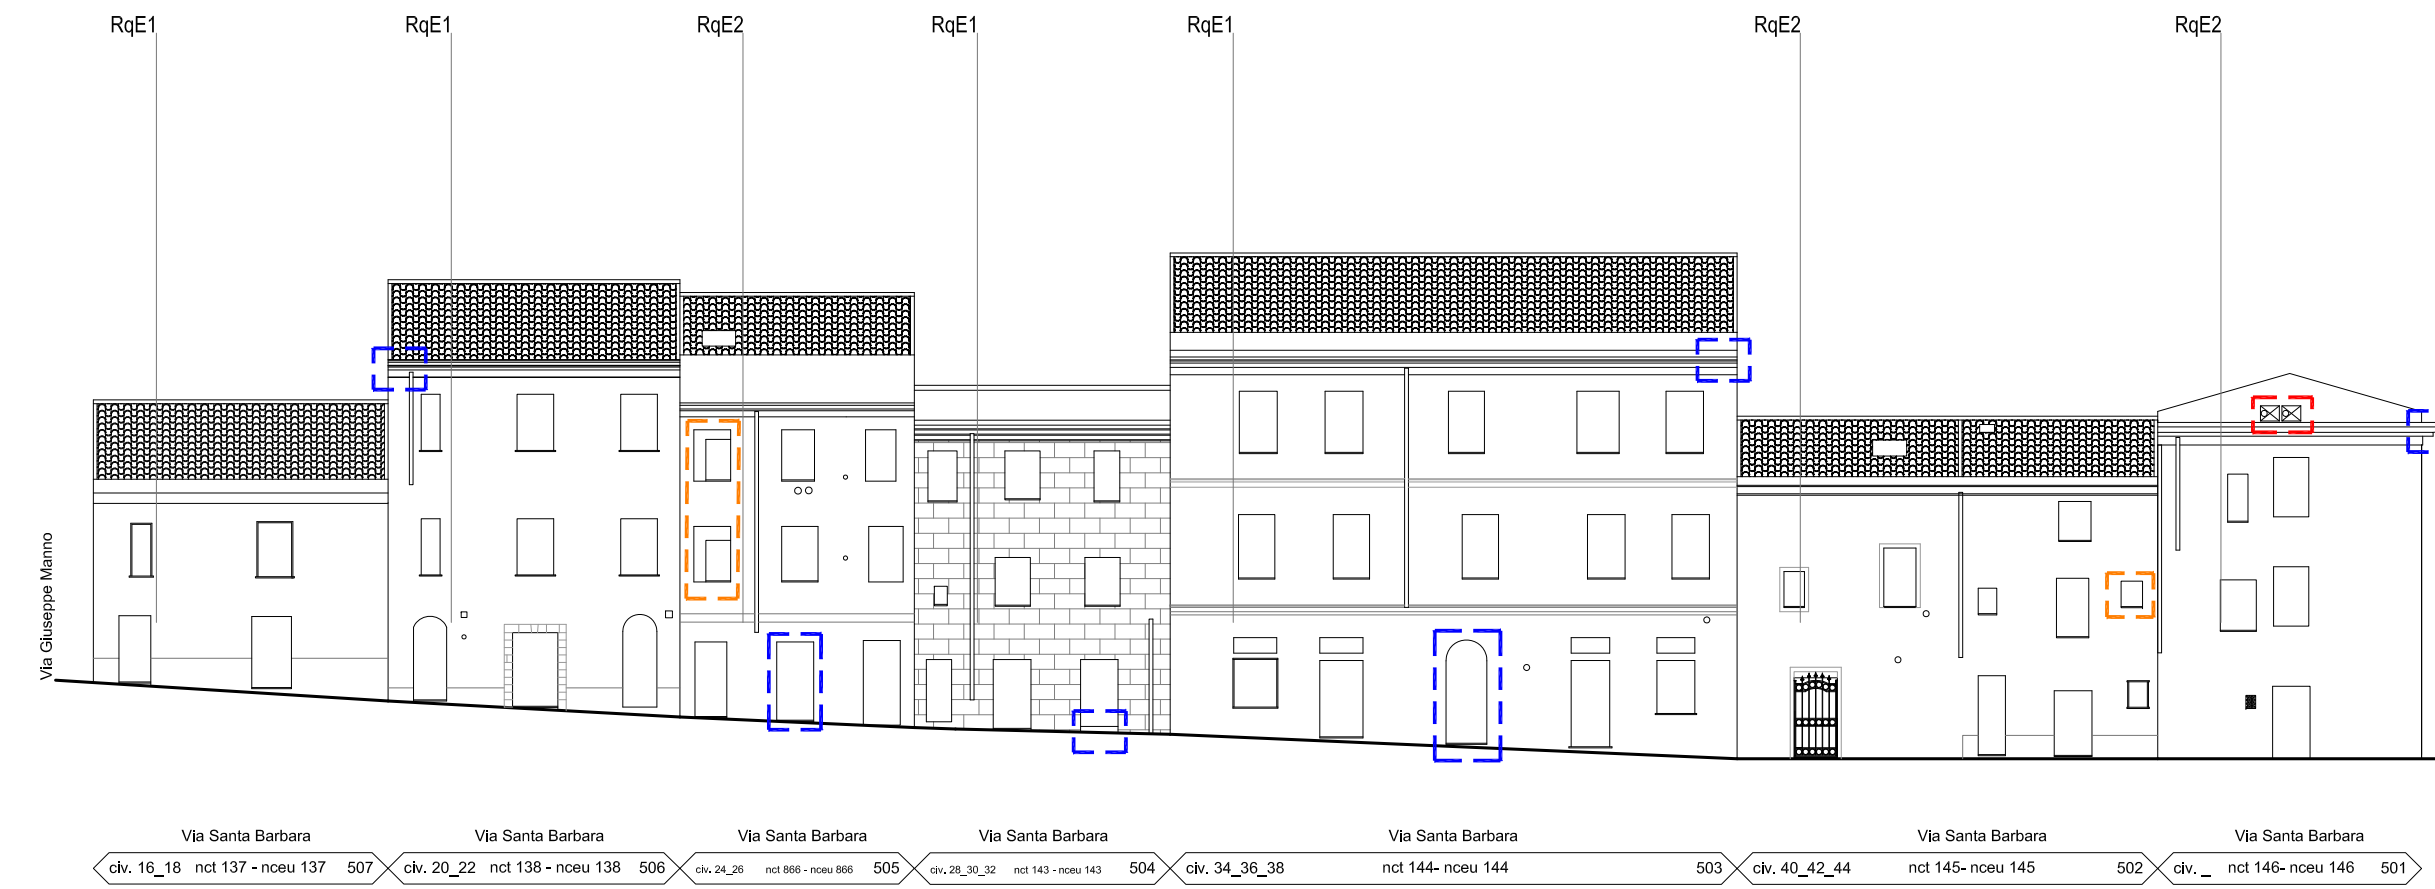 RqE1 RqE1 RqE2 RqE1 RqE1 RqE2 RqE2
Via Giuseppe Manno
Via Santa Barbara Via Santa Barbara Via Santa Barbara Via Santa Barbara Via Santa Barbara Via Santa Barbara Via Santa Barbara
civ. 16_18 nct 137 - nceu 137 507 civ. 20_22 nct 138 - nceu 138 506 civ. 24_26 nct 866 - nceu 866 505 civ. 28_30_32 nct 143 - nceu 143 504 civ. 34_36_38 nct 144- nceu 144 503 civ. 40_42_44 nct 145- nceu 145 502 civ. _ nct 146- nceu 146 501